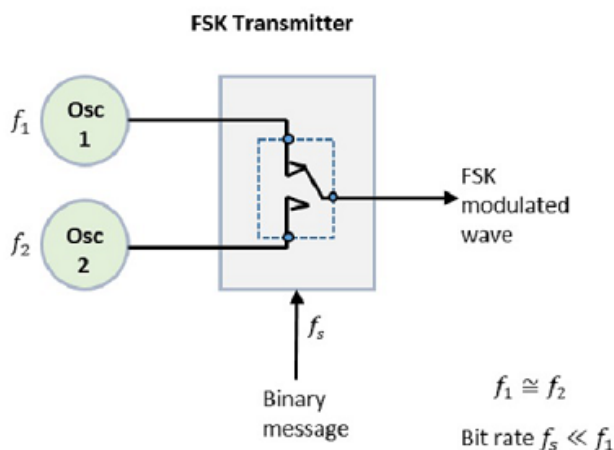 FSK Transmitter
f₁
Osc
1
f₂
Osc
2
FSK
modulated
wave
fₛ
Binary
message
f₁ ≅ f₂
Bit rate fₛ ≪ f₁